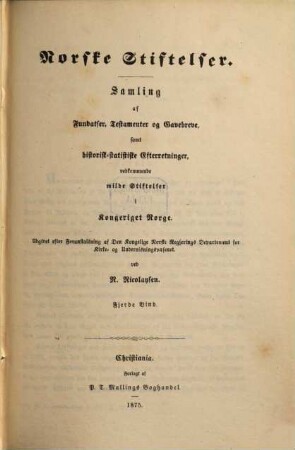 Norske Stiftelser.
Samling
af
Fundatser, Testamenter og Gavebreve,
samt
historisk-statistiske Efterretninger,
vedkommende
milde Stiftelser
i
Kongeriget Norge.
Udgivet efter Foranstaltning af Den Kongelige Norske Regjerings Departement for
Kirke- og Underviisningsvæsenet
ved
N. Nicolaysen.
Fjerde Bind.
Christiania.
Forlagt af
P. T. Mallings Boghandel.
1875.